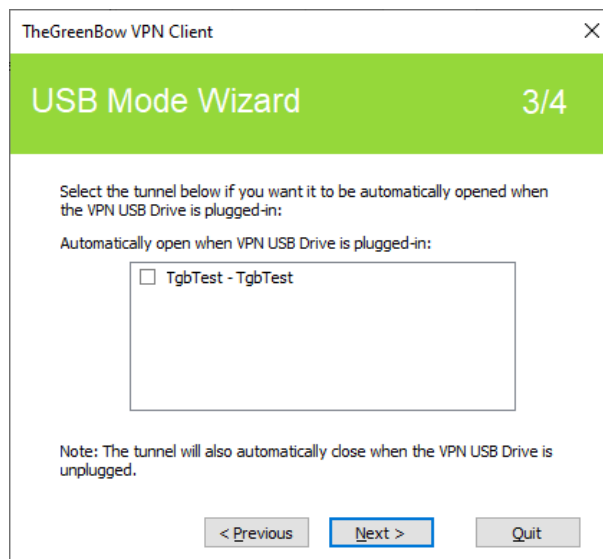 TheGreenBow VPN Client
USB Mode Wizard
3/4
Select the tunnel below if you want it to be automatically opened when
the VPN USB Drive is plugged-in:
Automatically open when VPN USB Drive is plugged-in:
TgbTest - TgbTest
Note: The tunnel will also automatically close when the VPN USB Drive is
unplugged.
< Previous
Next >
Quit